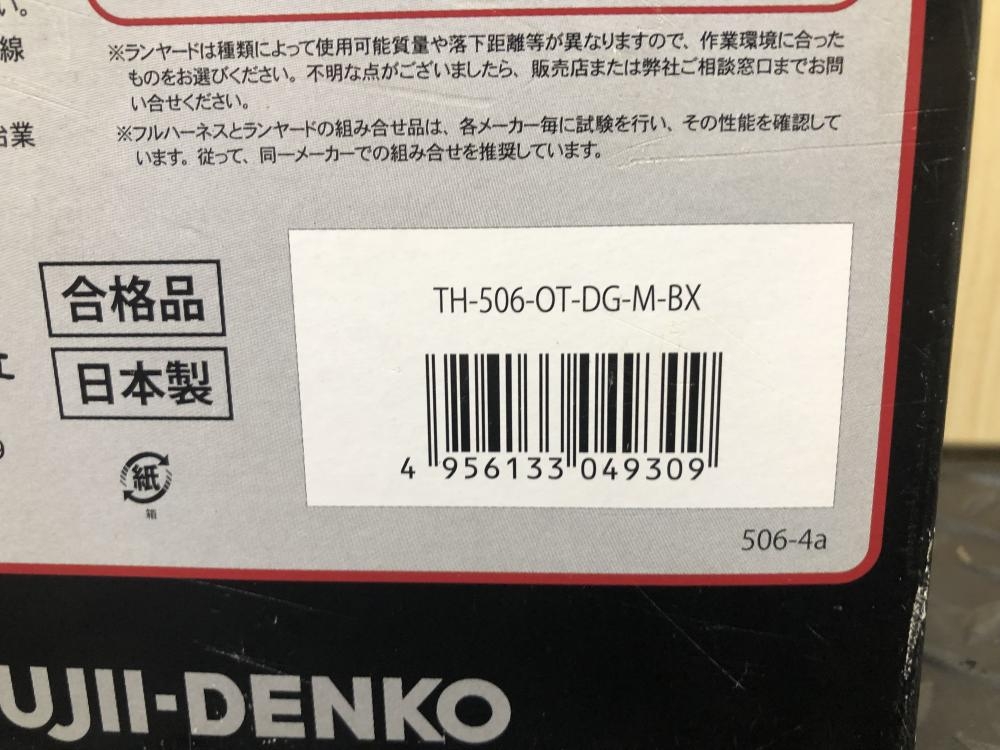 い。
線
※ランヤードは種類によって使用可能質量や落下距離等が異なりますので、作業環境に合った
ものをお選びください。不明な点がございましたら、販売店または弊社ご相談窓口までお問
い合せください。
治業
※フルハーネスとランヤードの組み合せ品は、各メーカー毎に試験を行い、その性能を確認して
います。従って、同一メーカーでの組み合せを推奨しています。
合格品
日本製
紙
箱
TH-506-OT-DG-M-BX
4 956133 049309
506-4a
UJII-DENKO